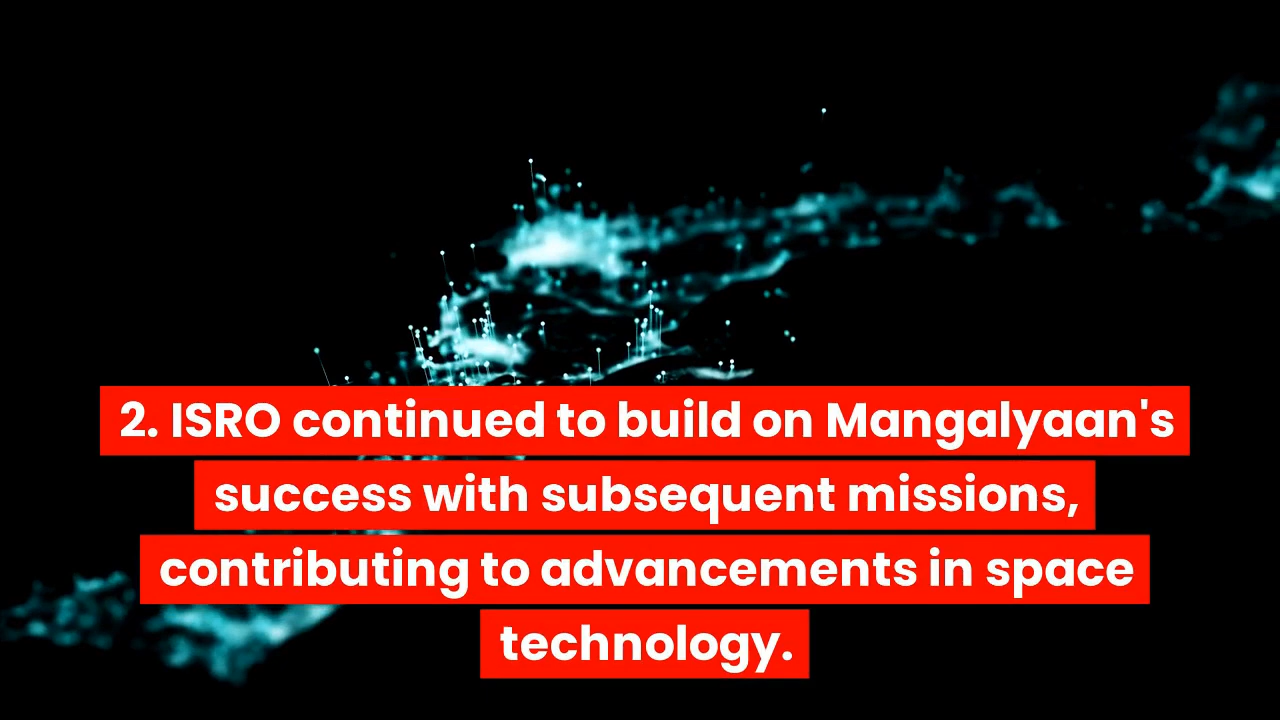 2. ISRO continued to build on Mangalyaan's
success with subsequent missions,
contributing to advancements in space
technology.